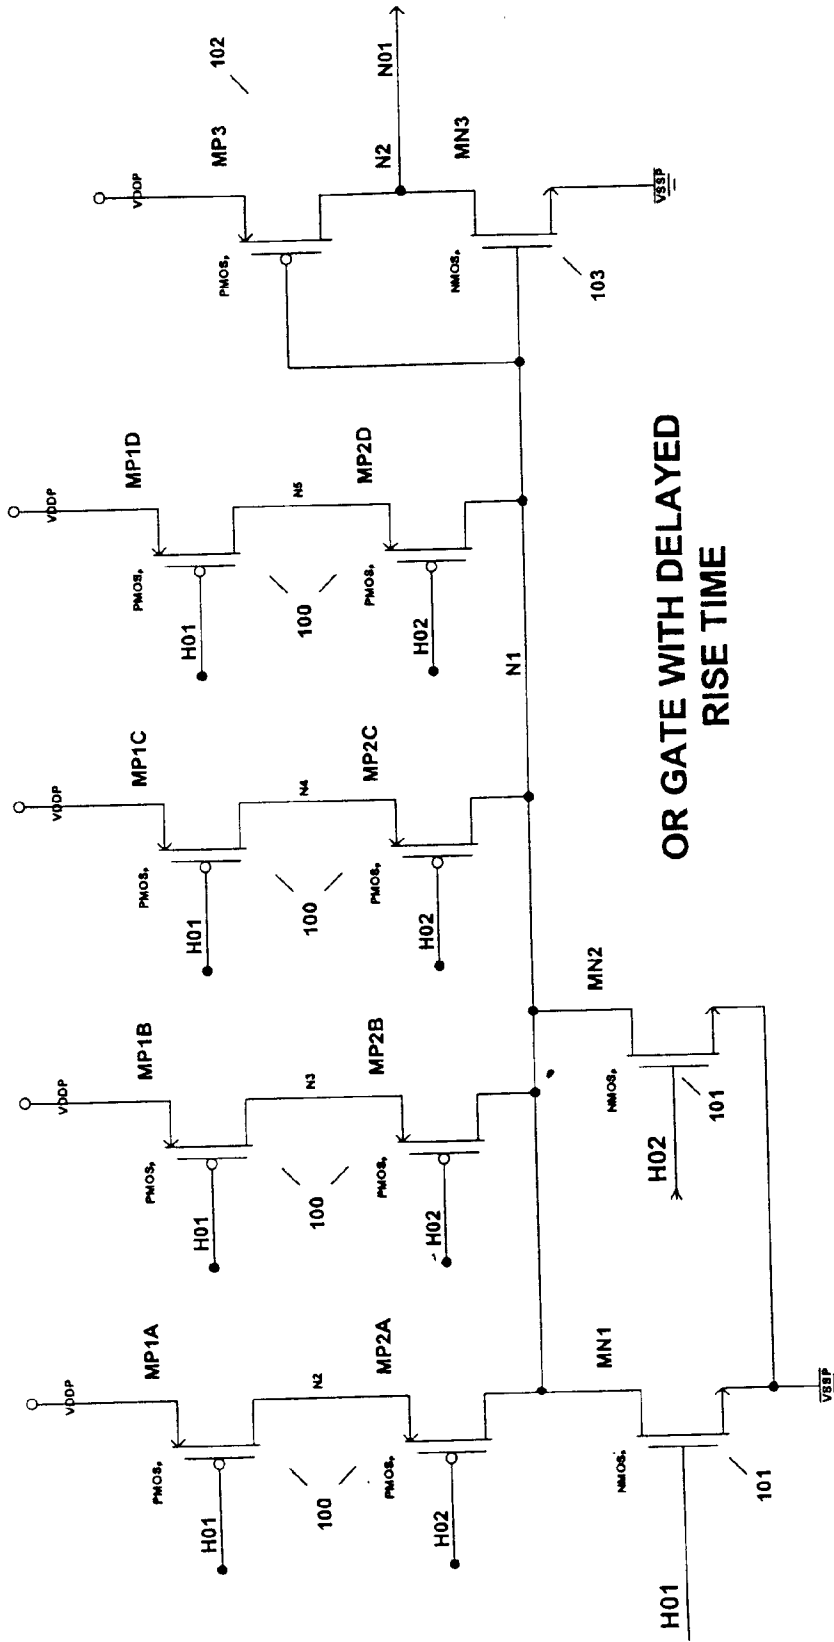 VDDP
MP1A
PMOS,
H01
N2
100
MP2A
PMOS,
H02
VDDP
MP1B
PMOS,
H01
N3
100
MP2B
PMOS,
H02
VDDP
MP1C
PMOS,
H01
N4
100
MP2C
PMOS,
H02
VDDP
MP1D
PMOS,
H01
N5
100
MP2D
PMOS,
H02
VDDP
MP3
102
PMOS,
N2
N01
MN3
NMOS,
103
VSSP
N1
MN1
NMOS,
H01
101
VSSP
MN2
NMOS,
H02
101
OR GATE WITH DELAYED
RISE TIME